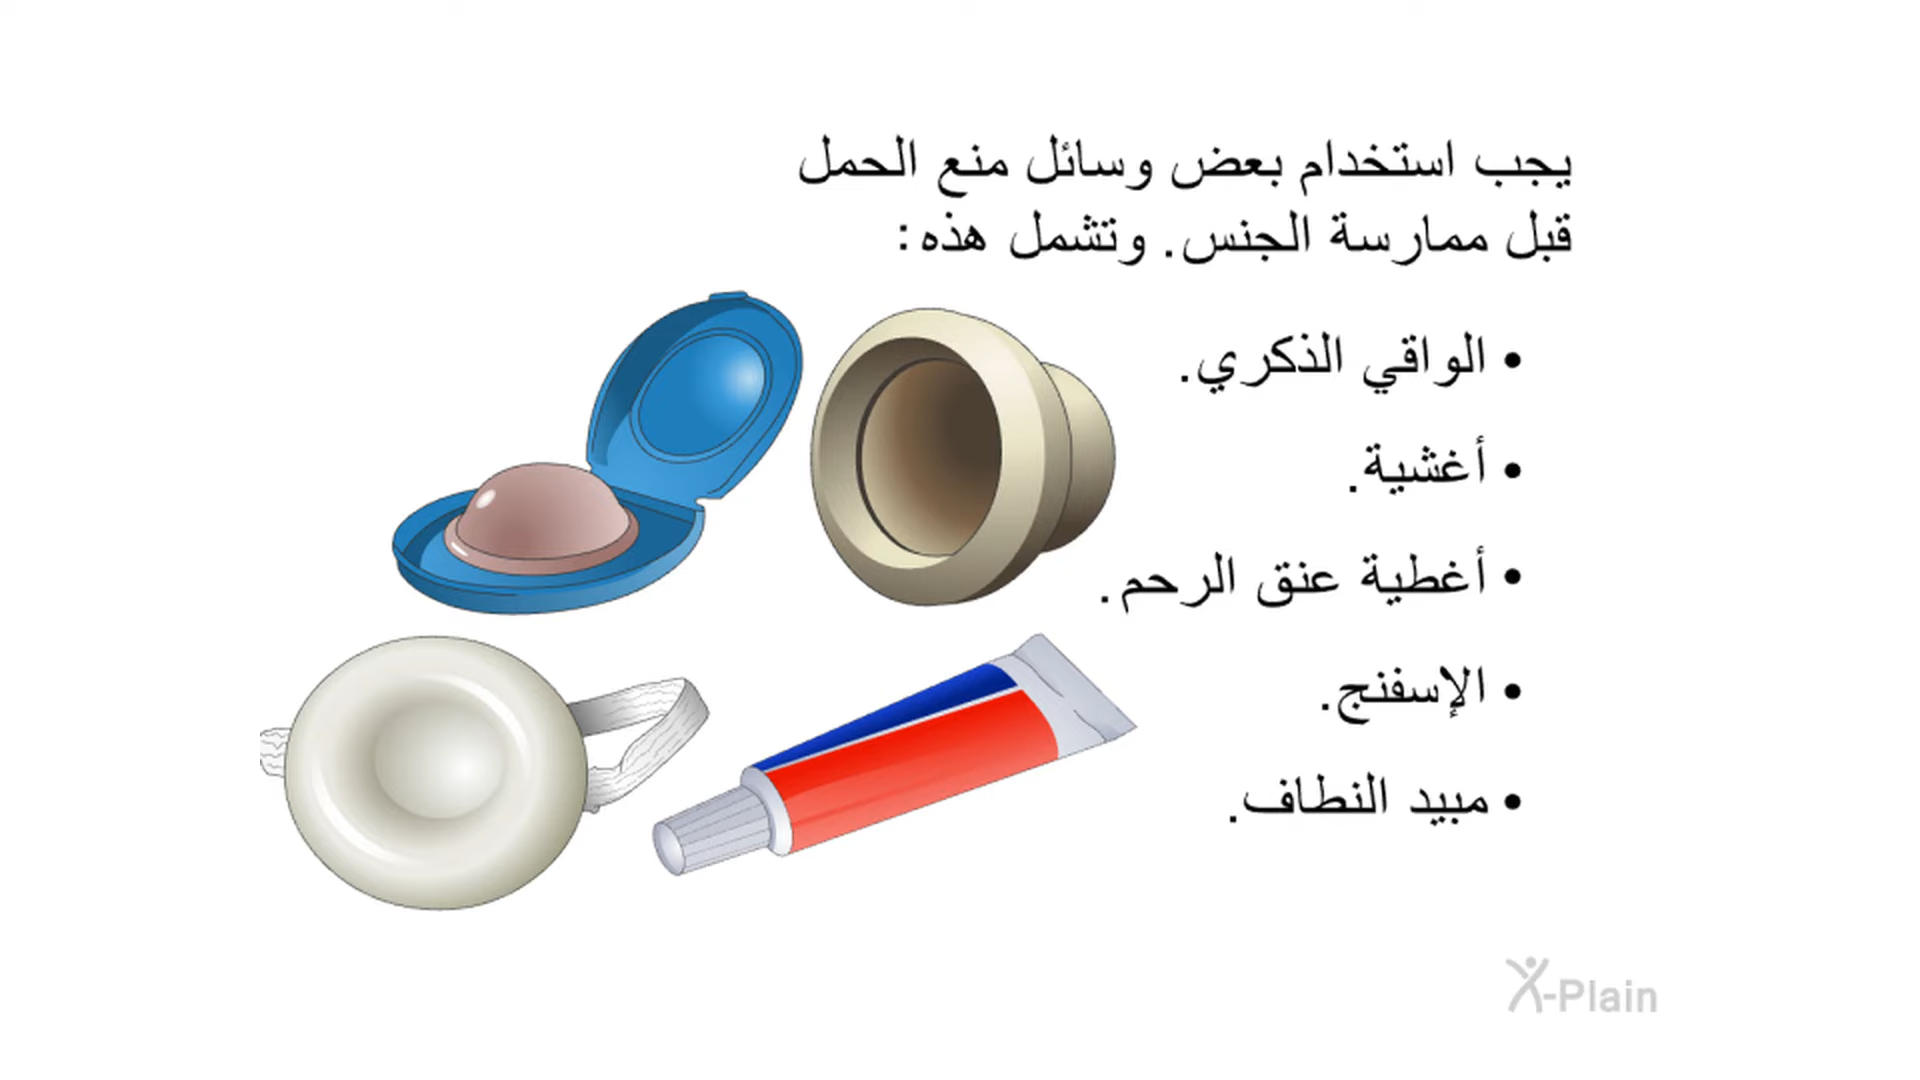 يجب استخدام بعض وسائل منع الحمل
قبل ممارسة الجنس. وتشمل هذه:
• الواقي الذكري.
• أغشية.
• أغطية عنق الرحم.
• الإسفنج.
• مبيد النطاف.
X-Plain